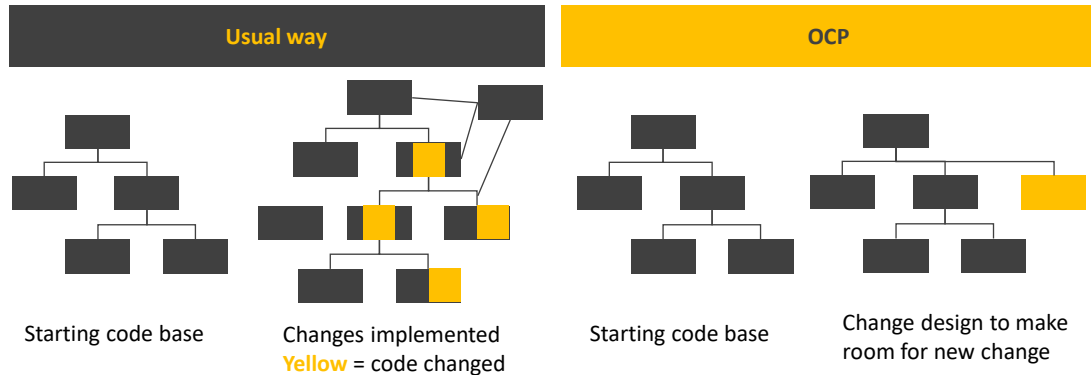 Usual way
OCP
Starting code base
Changes implemented
Yellow = code changed
Starting code base
Change design to make
room for new change